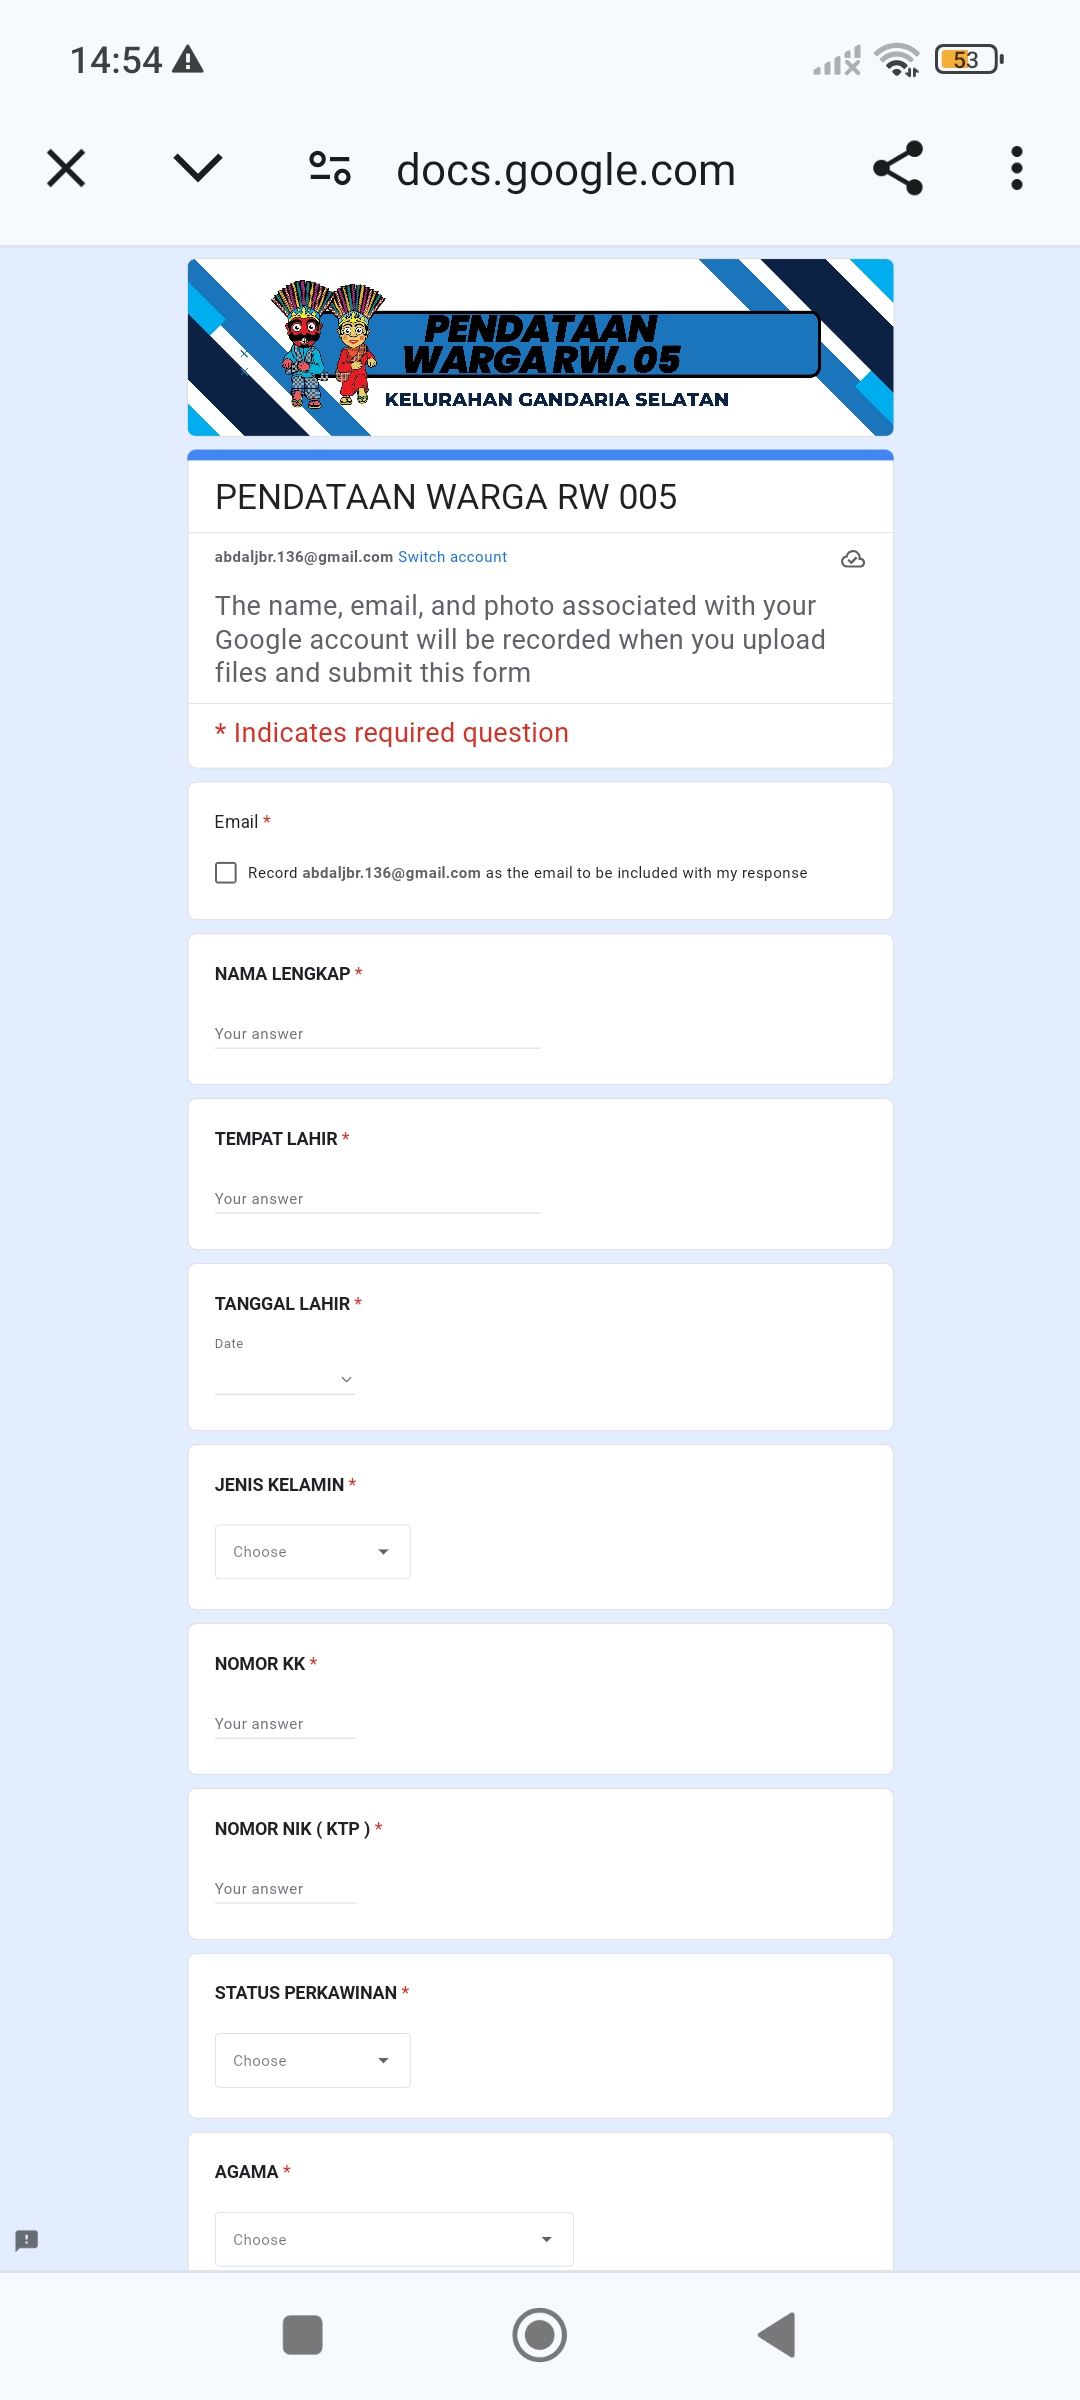 14:54
53
docs.google.com
PENDATAAN
WARGA RW. 05
KELURAHAN GANDARIA SELATAN
PENDATAAN WARGA RW 005
abdaljbr.136@gmail.com Switch account
The name, email, and photo associated with your
Google account will be recorded when you upload
files and submit this form
* Indicates required question
Email *
Record abdaljbr.136@gmail.com as the email to be included with my response
NAMA LENGKAP *
Your answer
TEMPAT LAHIR *
Your answer
TANGGAL LAHIR *
Date
JENIS KELAMIN *
Choose
NOMOR KK *
Your answer
NOMOR NIK ( KTP ) *
Your answer
STATUS PERKAWINAN *
Choose
AGAMA *
Choose